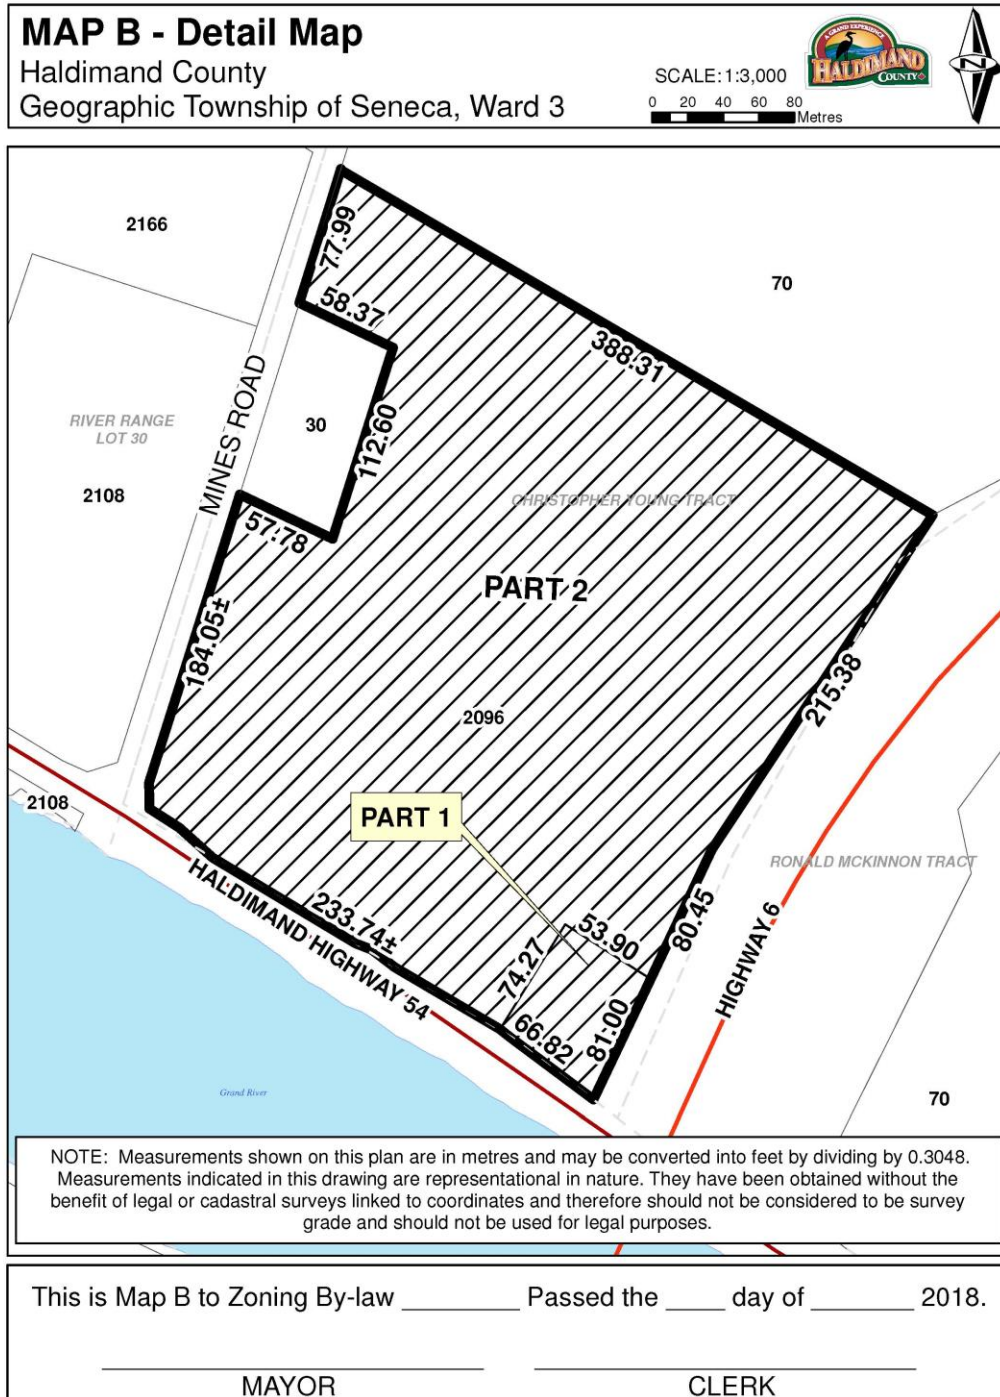 MAP B - Detail Map
Haldimand County
Geographic Township of Seneca, Ward 3
SCALE: 1:3,000
0 20 40 60 80
Metres
A GRAND EXPERIENCE
HALDIMAND
COUNTY
N
2166
77.99
70
58.37
388.31
MINES ROAD
RIVER RANGE
LOT 30
30
112.60
2108
CHRISTOPHER YOUNG TRACT
57.78
PART 2
184.05±
215.38
2096
2108
PART 1
RONALD MCKINNON TRACT
HALDIMAND HIGHWAY 54
233.74±
53.90
80.45
HIGHWAY 6
74.27
66.82
81.00
Grand River
70
NOTE: Measurements shown on this plan are in metres and may be converted into feet by dividing by 0.3048.
Measurements indicated in this drawing are representational in nature. They have been obtained without the
benefit of legal or cadastral surveys linked to coordinates and therefore should not be considered to be survey
grade and should not be used for legal purposes.
This is Map B to Zoning By-law ________ Passed the ____ day of _______ 2018.
MAYOR
CLERK